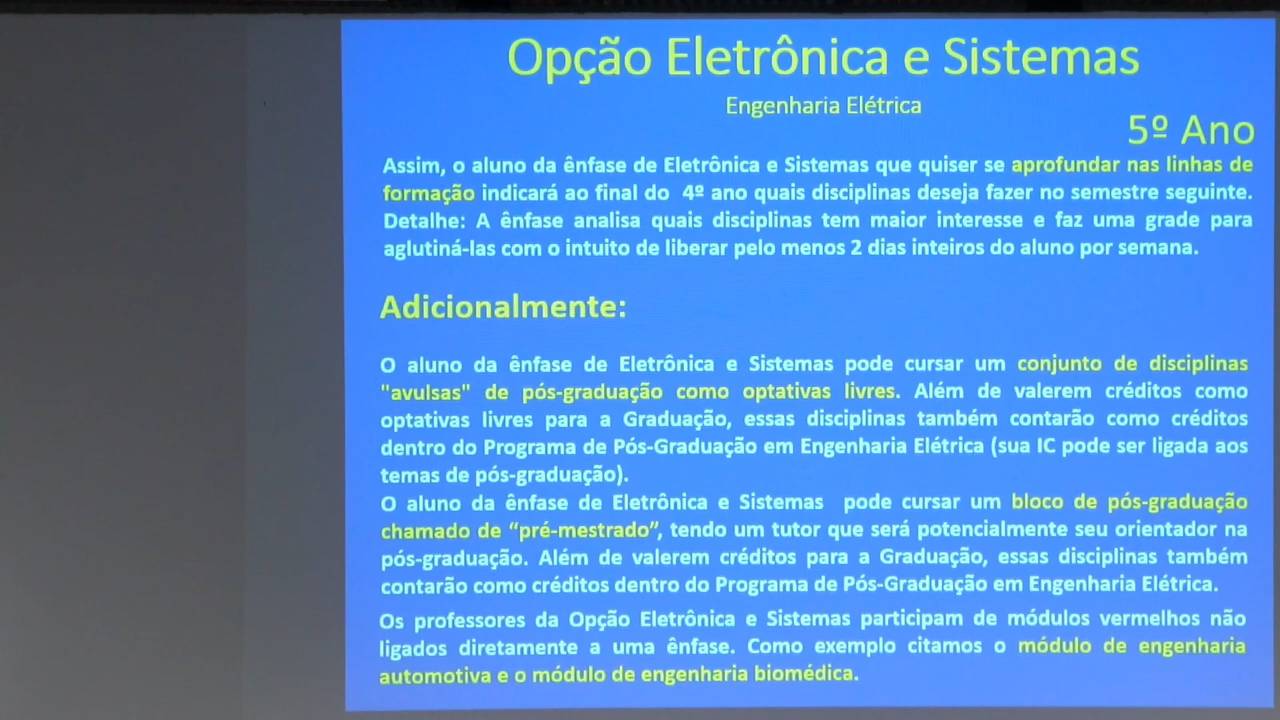 Opção Eletrônica e Sistemas
Engenharia Elétrica
5º Ano
Assim, o aluno da ênfase de Eletrônica e Sistemas que quiser se aprofundar nas linhas de
formação indicará ao final do 4º ano quais disciplinas deseja fazer no semestre seguinte.
Detalhe: A ênfase analisa quais disciplinas tem maior interesse e faz uma grade para
aglutiná-las com o intuito de liberar pelo menos 2 dias inteiros do aluno por semana.
Adicionalmente:
O aluno da ênfase de Eletrônica e Sistemas pode cursar um conjunto de disciplinas
"avulsas" de pós-graduação como optativas livres. Além de valerem créditos como
optativas livres para a Graduação, essas disciplinas também contarão como créditos
dentro do Programa de Pós-Graduação em Engenharia Elétrica (sua IC pode ser ligada aos
temas de pós-graduação).
O aluno da ênfase de Eletrônica e Sistemas pode cursar um bloco de pós-graduação
chamado de “pré-mestrado”, tendo um tutor que será potencialmente seu orientador na
pós-graduação. Além de valerem créditos para a Graduação, essas disciplinas também
contarão como créditos dentro do Programa de Pós-Graduação em Engenharia Elétrica.
Os professores da Opção Eletrônica e Sistemas participam de módulos vermelhos não
ligados diretamente a uma ênfase. Como exemplo citamos o módulo de engenharia
automotiva e o módulo de engenharia biomédica.